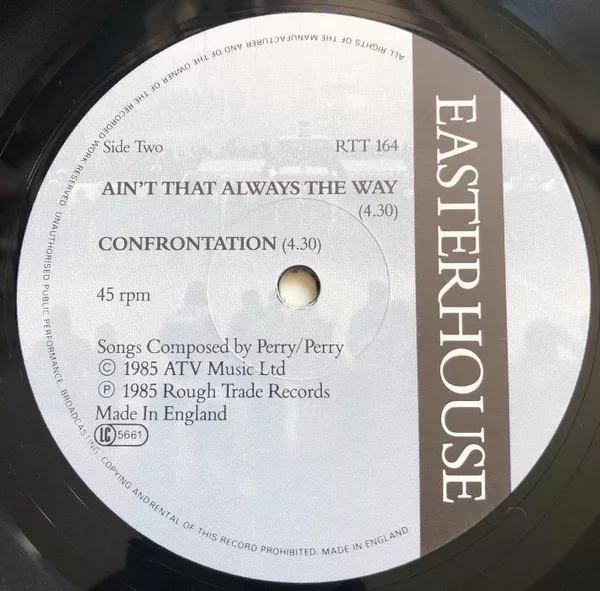 Side Two
RTT 164
AIN'T THAT ALWAYS THE WAY
(4.30)
CONFRONTATION (4.30)
45 rpm
Songs Composed by Perry/Perry
© 1985 ATV Music Ltd
℗ 1985 Rough Trade Records
Made In England
LC 5661
EASTERHOUSE
ALL RIGHTS OF THE MANUFACTURER AND OF THE OWNER OF THE RECORDED WORK RESERVED. UNAUTHORISED PUBLIC PERFORMANCE, BROADCASTING, COPYING AND RENTAL OF THIS RECORD PROHIBITED. MADE IN ENGLAND